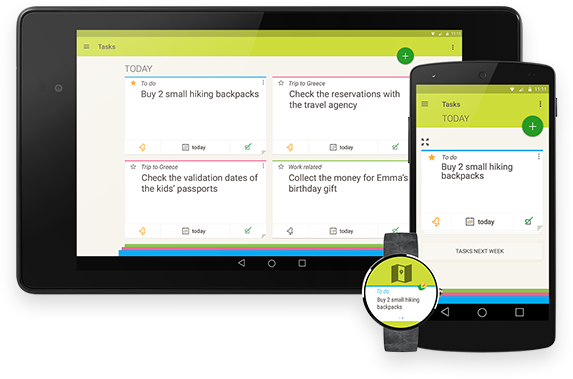 11:11
Tasks
TODAY
To do
Buy 2 small hiking backpacks
today
Trip to Greece
Check the reservations with
the travel agency
today
Trip to Greece
Check the validation dates of
the kids' passports
today
Work related
Collect the money for Emma's
birthday gift
today
11:11
Tasks
TODAY
To do
Buy 2 small hiking
backpacks
today
TASKS NEXT WEEK
To do
Buy 2 small hiking
backpacks